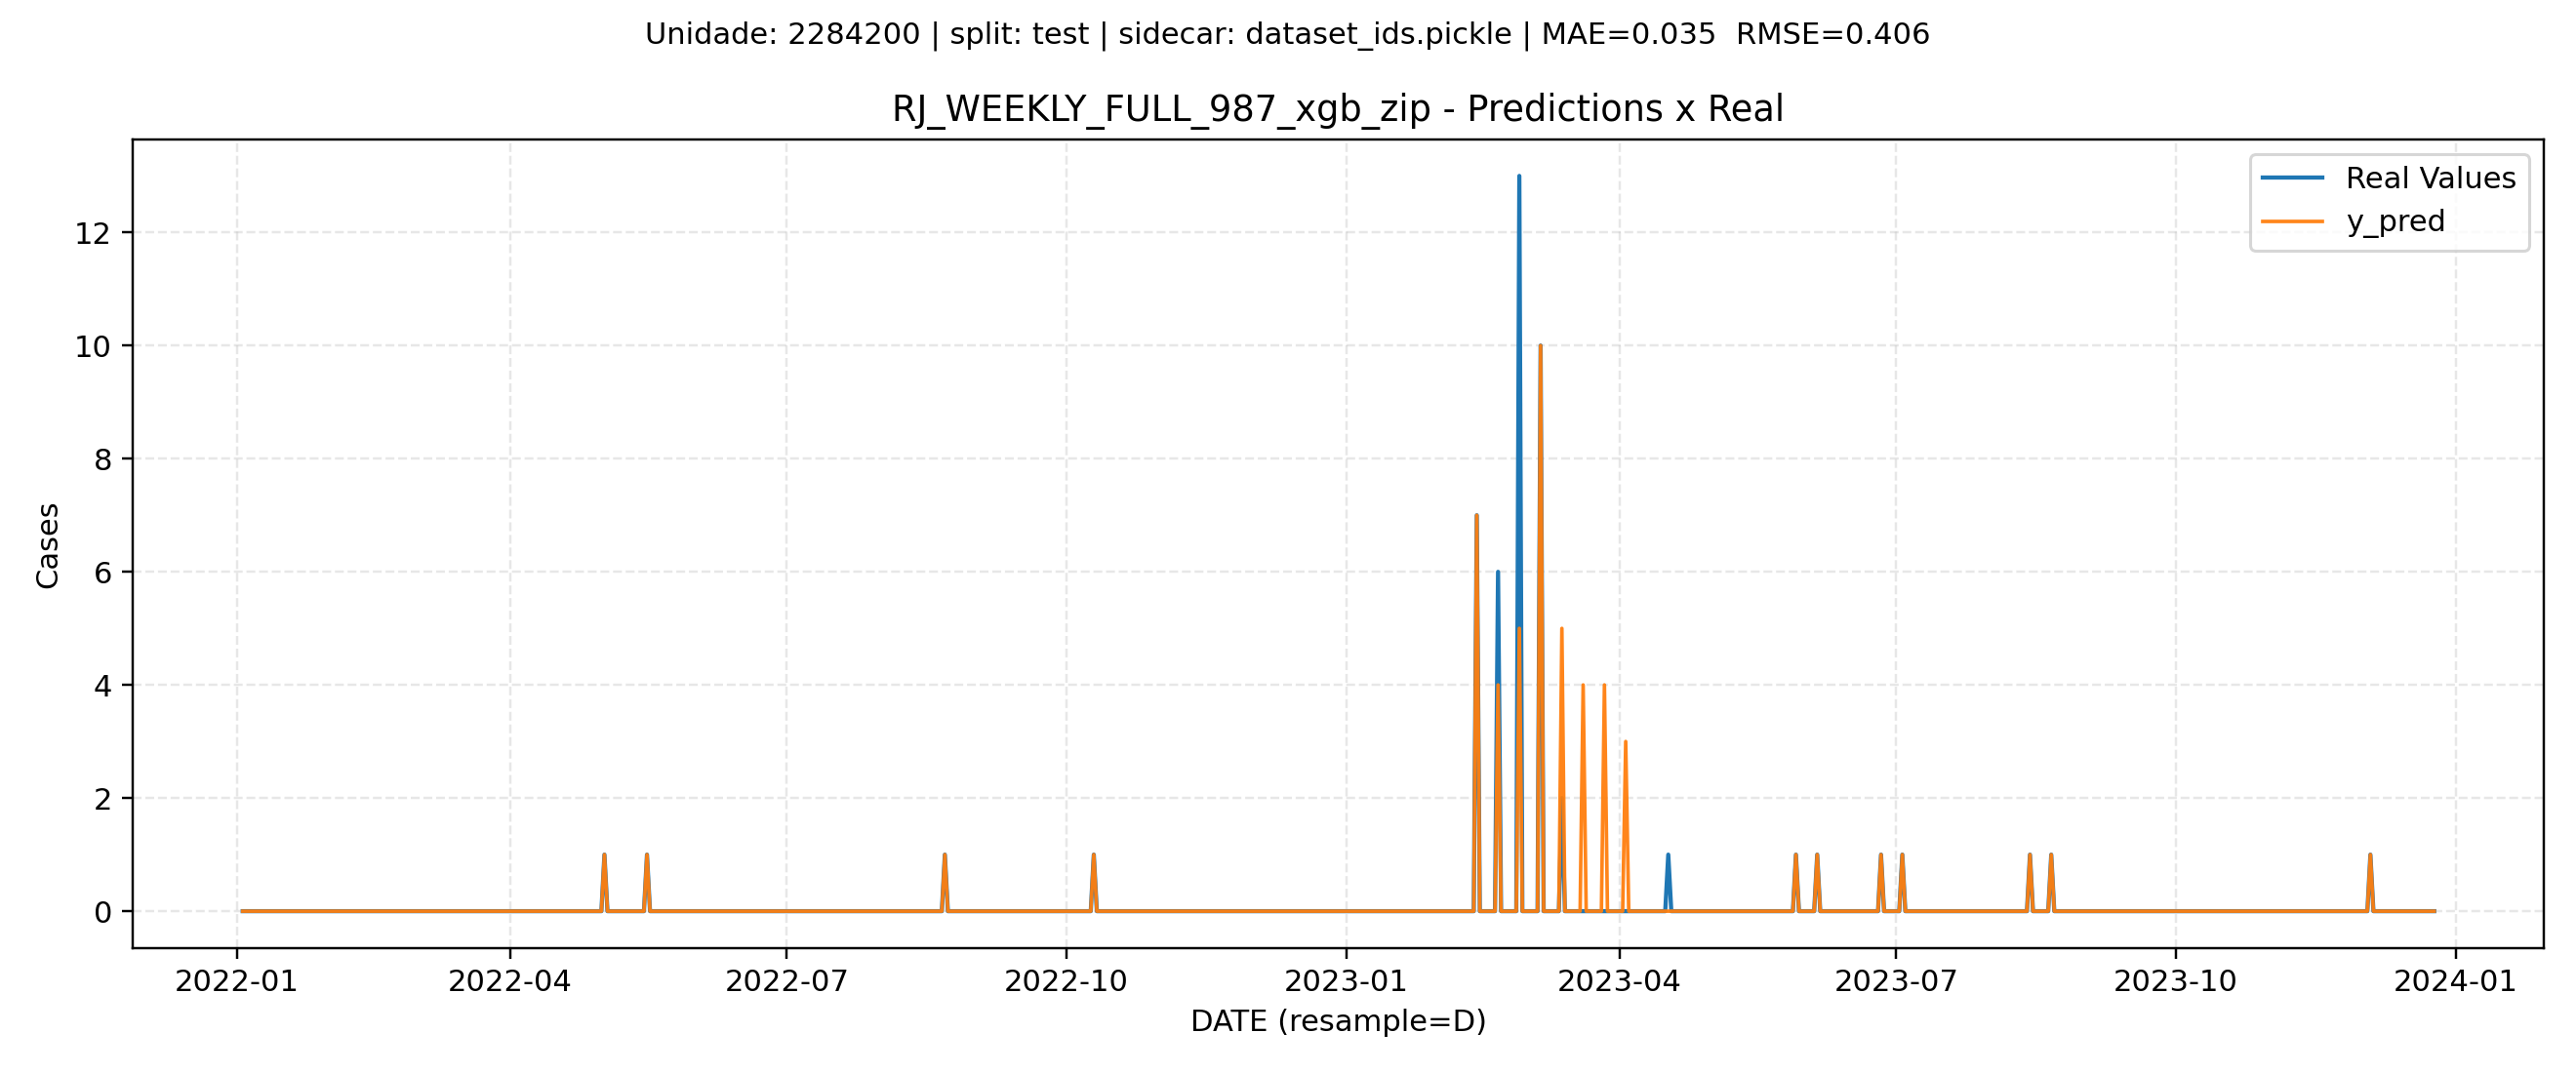 Unidade: 2284200 | split: test | sidecar: dataset_ids.pickle | MAE=0.035  RMSE=0.406
RJ_WEEKLY_FULL_987_xgb_zip - Predictions x Real
Real Values
y_pred
Cases
12
10
8
6
4
2
0
2022-01
2022-04
2022-07
2022-10
2023-01
2023-04
2023-07
2023-10
2024-01
DATE (resample=D)